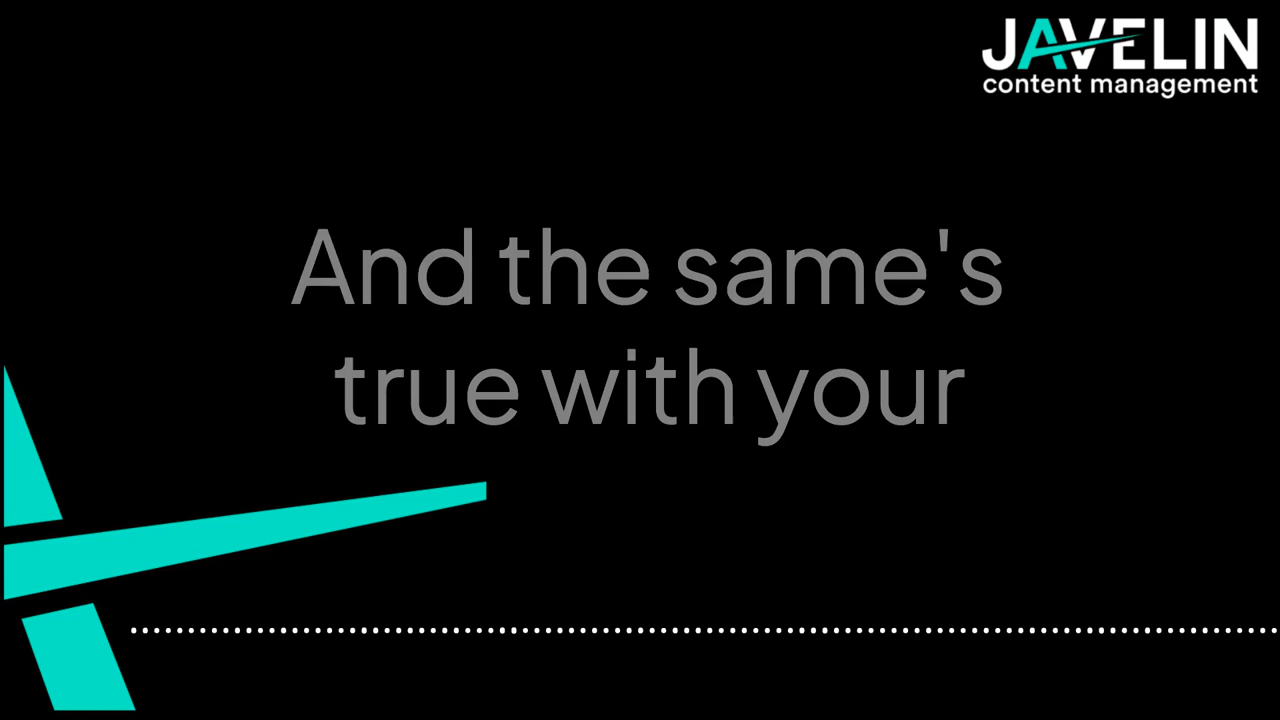 JAVELIN
content management
And the same's
true with your